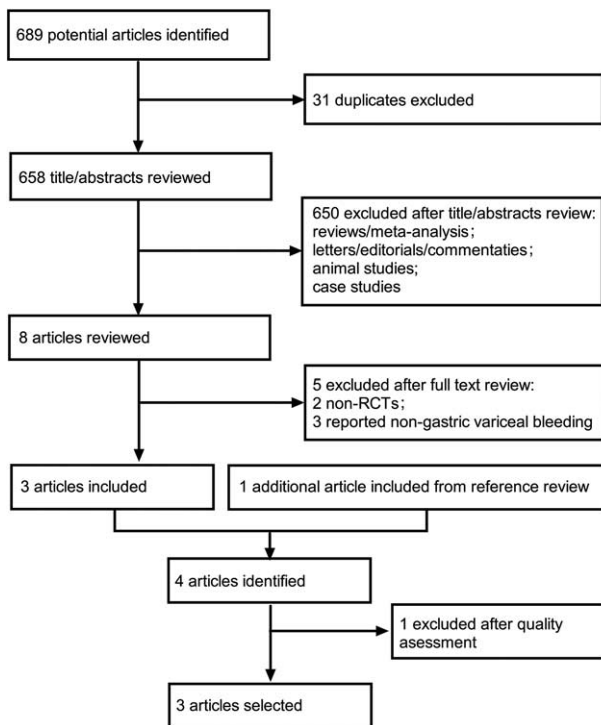 689 potential articles identified
31 duplicates excluded
658 title/abstracts reviewed
650 excluded after title/abstracts review:
reviews/meta-analysis;
letters/editorials/commentaties;
animal studies;
case studies
8 articles reviewed
5 excluded after full text review:
2 non-RCTs;
3 reported non-gastric variceal bleeding
3 articles included
1 additional article included from reference review
4 articles identified
1 excluded after quality
asessment
3 articles selected